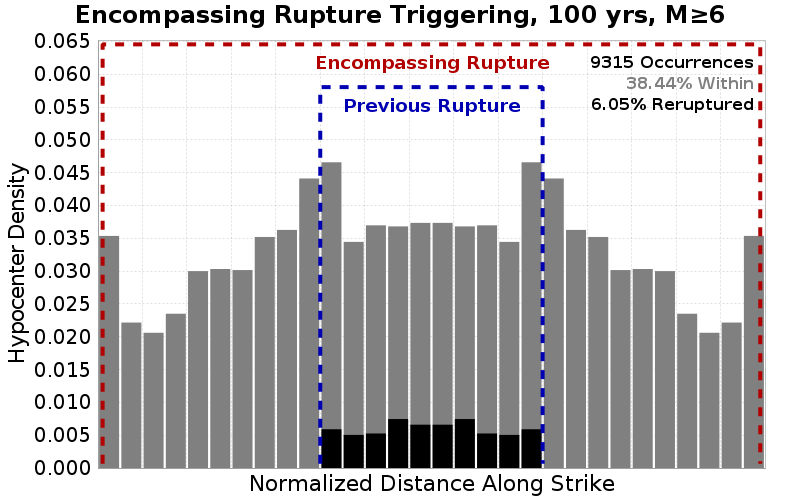 Encompassing Rupture Triggering, 100 yrs, M≥6
0.065
0.060
0.055
0.050
0.045
0.040
0.035
0.030
0.025
0.020
0.015
0.010
0.005
0.000
Hypocenter Density
Encompassing Rupture
Previous Rupture
9315 Occurrences
38.44% Within
6.05% Reruptured
Normalized Distance Along Strike